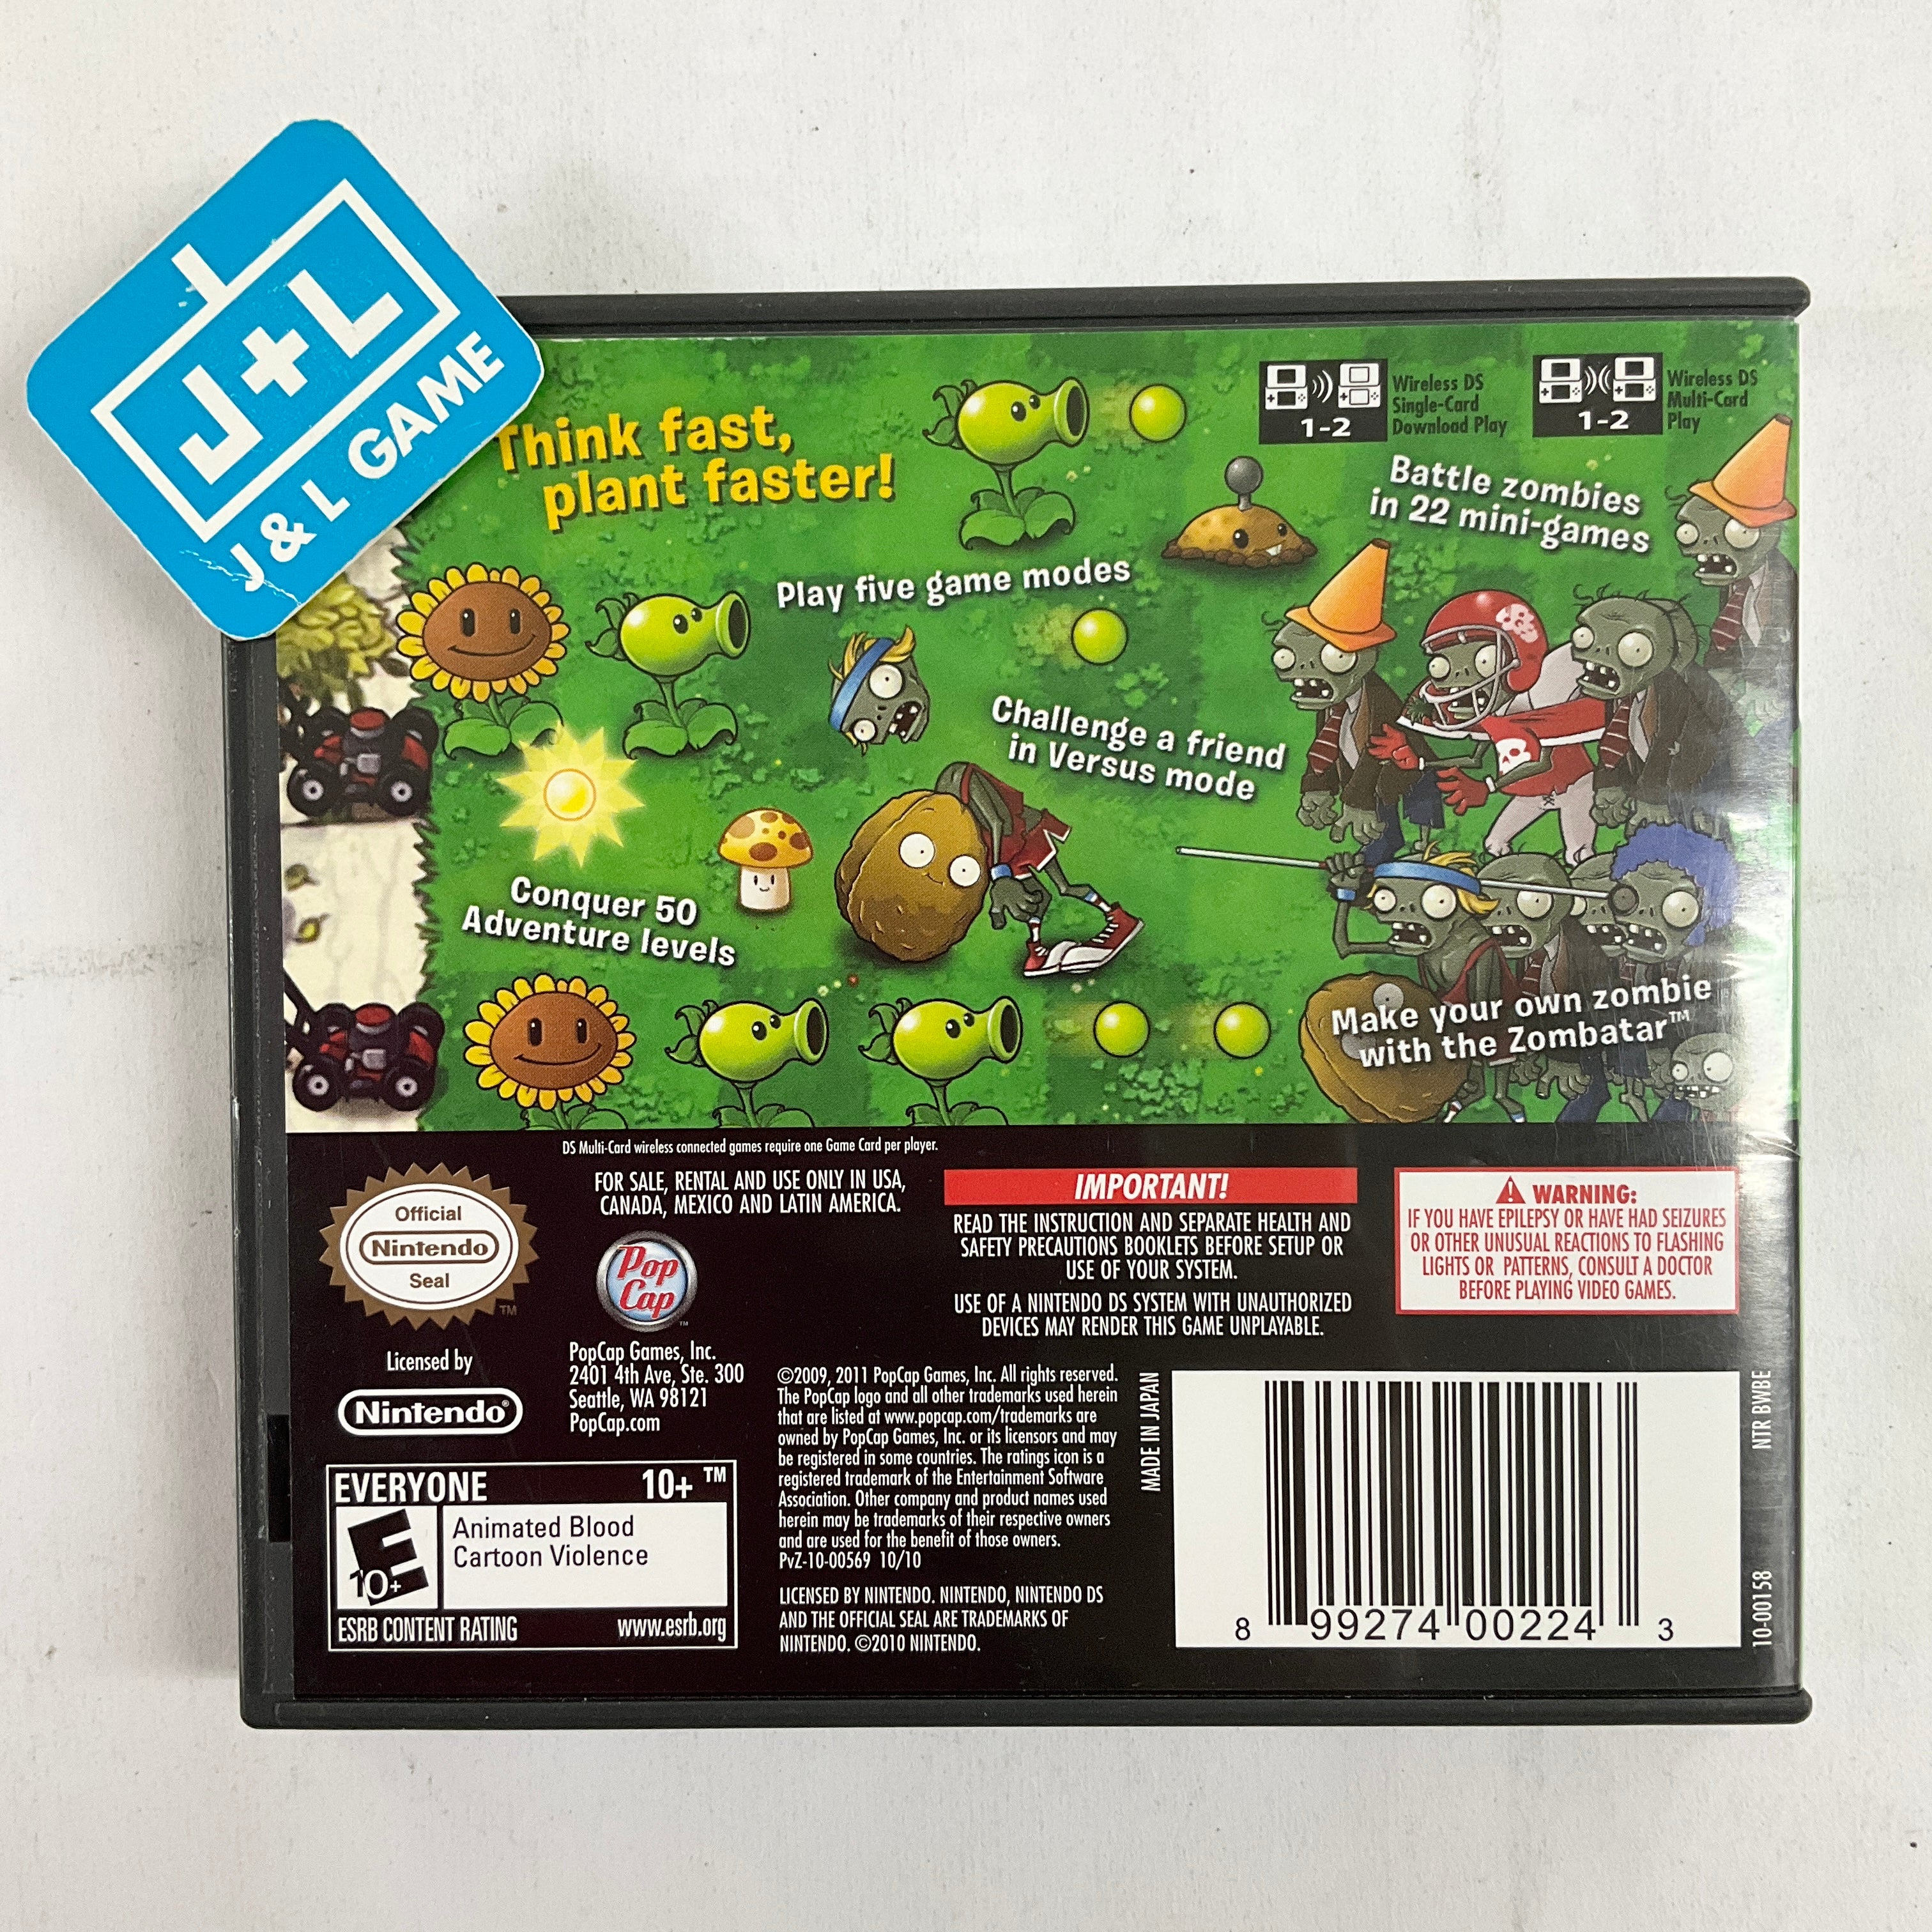 J+L
J & L GAME
Think fast,
plant faster!
Wireless DS
Single-Card
Download Play
1-2
Wireless DS
Multi-Card
Play
1-2
Battle zombies
in 22 mini-games
Play five game modes
Challenge a friend
in Versus mode
Conquer 50
Adventure levels
Make your own zombie
with the Zombatar™
DS Multi-Card wireless connected games require one Game Card per player.
Official
Nintendo
Seal
TM
Licensed by
Nintendo®
FOR SALE, RENTAL AND USE ONLY IN USA,
CANADA, MEXICO AND LATIN AMERICA.
Pop
Cap
™
PopCap Games, Inc.
2401 4th Ave, Ste. 300
Seattle, WA 98121
PopCap.com
IMPORTANT!
READ THE INSTRUCTION AND SEPARATE HEALTH AND
SAFETY PRECAUTIONS BOOKLETS BEFORE SETUP OR
USE OF YOUR SYSTEM.
USE OF A NINTENDO DS SYSTEM WITH UNAUTHORIZED
DEVICES MAY RENDER THIS GAME UNPLAYABLE.
WARNING:
IF YOU HAVE EPILEPSY OR HAVE HAD SEIZURES
OR OTHER UNUSUAL REACTIONS TO FLASHING
LIGHTS OR PATTERNS, CONSULT A DOCTOR
BEFORE PLAYING VIDEO GAMES.
EVERYONE 10+ ™
E
10+
Animated Blood
Cartoon Violence
ESRB CONTENT RATING www.esrb.org
©2009, 2011 PopCap Games, Inc. All rights reserved.
The PopCap logo and all other trademarks used herein
that are listed at www.popcap.com/trademarks are
owned by PopCap Games, Inc. or its licensors and may
be registered in some countries. The ratings icon is a
registered trademark of the Entertainment Software
Association. Other company and product names used
herein may be trademarks of their respective owners
and are used for the benefit of those owners.
PvZ-10-00569 10/10
LICENSED BY NINTENDO. NINTENDO, NINTENDO DS
AND THE OFFICIAL SEAL ARE TRADEMARKS OF
NINTENDO. ©2010 NINTENDO.
MADE IN JAPAN
8 99274 00224 3
NTR BWBE
10-00158